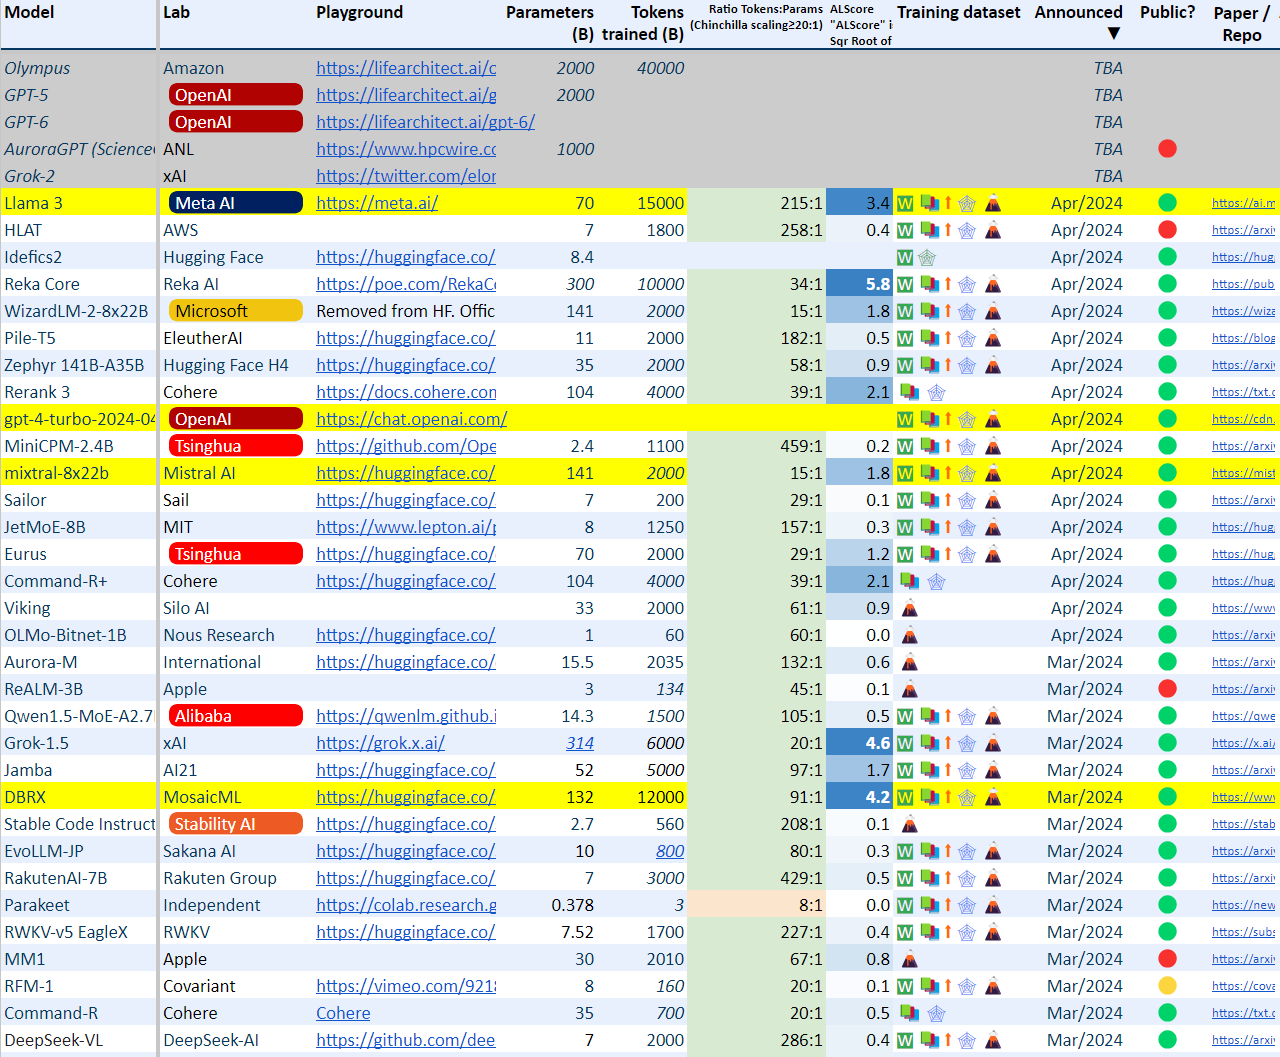 Model Lab Playground Parameters (B) Tokens trained (B) Ratio Tokens:Params (Chinchilla scaling≥20:1) ALScore "ALScore" i Sqr Root of Training dataset Announced ▼ Public? Paper / Repo
Olympus Amazon https://lifearchitect.ai/o 2000 40000 TBA
GPT-5 OpenAI https://lifearchitect.ai/g 2000 TBA
GPT-6 OpenAI https://lifearchitect.ai/gpt-6/ TBA
AuroraGPT (Science ANL https://www.hpcwire.co 1000 TBA
Grok-2 xAI https://twitter.com/elon TBA
Llama 3 Meta AI https://meta.ai/ 70 15000 215:1 3.4 W Apr/2024 https://ai.m
HLAT AWS 7 1800 258:1 0.4 W Apr/2024 https://arxi
Idefics2 Hugging Face https://huggingface.co/ 8.4 W Apr/2024 https://hugg
Reka Core Reka AI https://poe.com/RekaCo 300 10000 34:1 5.8 W Apr/2024 https://pub
WizardLM-2-8x22B Microsoft Removed from HF. Offic 141 2000 15:1 1.8 W Apr/2024 https://wiza
Pile-T5 EleutherAI https://huggingface.co/ 11 2000 182:1 0.5 W Apr/2024 https://blog
Zephyr 141B-A35B Hugging Face H4 https://huggingface.co/ 35 2000 58:1 0.9 W Apr/2024 https://arxi
Rerank 3 Cohere https://docs.cohere.con 104 4000 39:1 2.1 Apr/2024 https://txt.c
gpt-4-turbo-2024-04 OpenAI https://chat.openai.com/ W Apr/2024 https://cdn.
MiniCPM-2.4B Tsinghua https://github.com/Ope 2.4 1100 459:1 0.2 W Apr/2024 https://arxi
mixtral-8x22b Mistral AI https://huggingface.co/ 141 2000 15:1 1.8 W Apr/2024 https://mist
Sailor Sail https://huggingface.co/ 7 200 29:1 0.1 W Apr/2024 https://arxi
JetMoE-8B MIT https://www.lepton.ai/p 8 1250 157:1 0.3 W Apr/2024 https://hug
Eurus Tsinghua https://huggingface.co/ 70 2000 29:1 1.2 W Apr/2024 https://hugg
Command-R+ Cohere https://huggingface.co/ 104 4000 39:1 2.1 Apr/2024 https://hug
Viking Silo AI 33 2000 61:1 0.9 Apr/2024 https://www
OLMo-Bitnet-1B Nous Research https://huggingface.co/ 1 60 60:1 0.0 Apr/2024 https://arxi
Aurora-M International https://huggingface.co/ 15.5 2035 132:1 0.6 Mar/2024 https://arxi
ReALM-3B Apple 3 134 45:1 0.1 Mar/2024 https://arxi
Qwen1.5-MoE-A2.7 Alibaba https://qwenlm.github.i 14.3 1500 105:1 0.5 W Mar/2024 https://qwe
Grok-1.5 xAI https://grok.x.ai/ 314 6000 20:1 4.6 W Mar/2024 https://x.ai/
Jamba AI21 https://huggingface.co/ 52 5000 97:1 1.7 W Mar/2024 https://arxi
DBRX MosaicML https://huggingface.co/ 132 12000 91:1 4.2 W Mar/2024 https://www
Stable Code Instruct Stability AI https://huggingface.co/ 2.7 560 208:1 0.1 Mar/2024 https://stab
EvoLLM-JP Sakana AI https://huggingface.co/ 10 800 80:1 0.3 W Mar/2024 https://arxi
RakutenAI-7B Rakuten Group https://huggingface.co/ 7 3000 429:1 0.5 W Mar/2024 https://arxi
Parakeet Independent https://colab.research.g 0.378 3 8:1 0.0 W Mar/2024 https://new
RWKV-v5 EagleX RWKV https://huggingface.co/ 7.52 1700 227:1 0.4 W Mar/2024 https://subs
MM1 Apple 30 2010 67:1 0.8 Mar/2024 https://arxi
RFM-1 Covariant https://vimeo.com/921 8 160 20:1 0.1 W Mar/2024 https://cova
Command-R Cohere Cohere 35 700 20:1 0.5 Mar/2024 https://txt.c
DeepSeek-VL DeepSeek-AI https://github.com/dee 7 2000 286:1 0.4 W Mar/2024 https://arxi